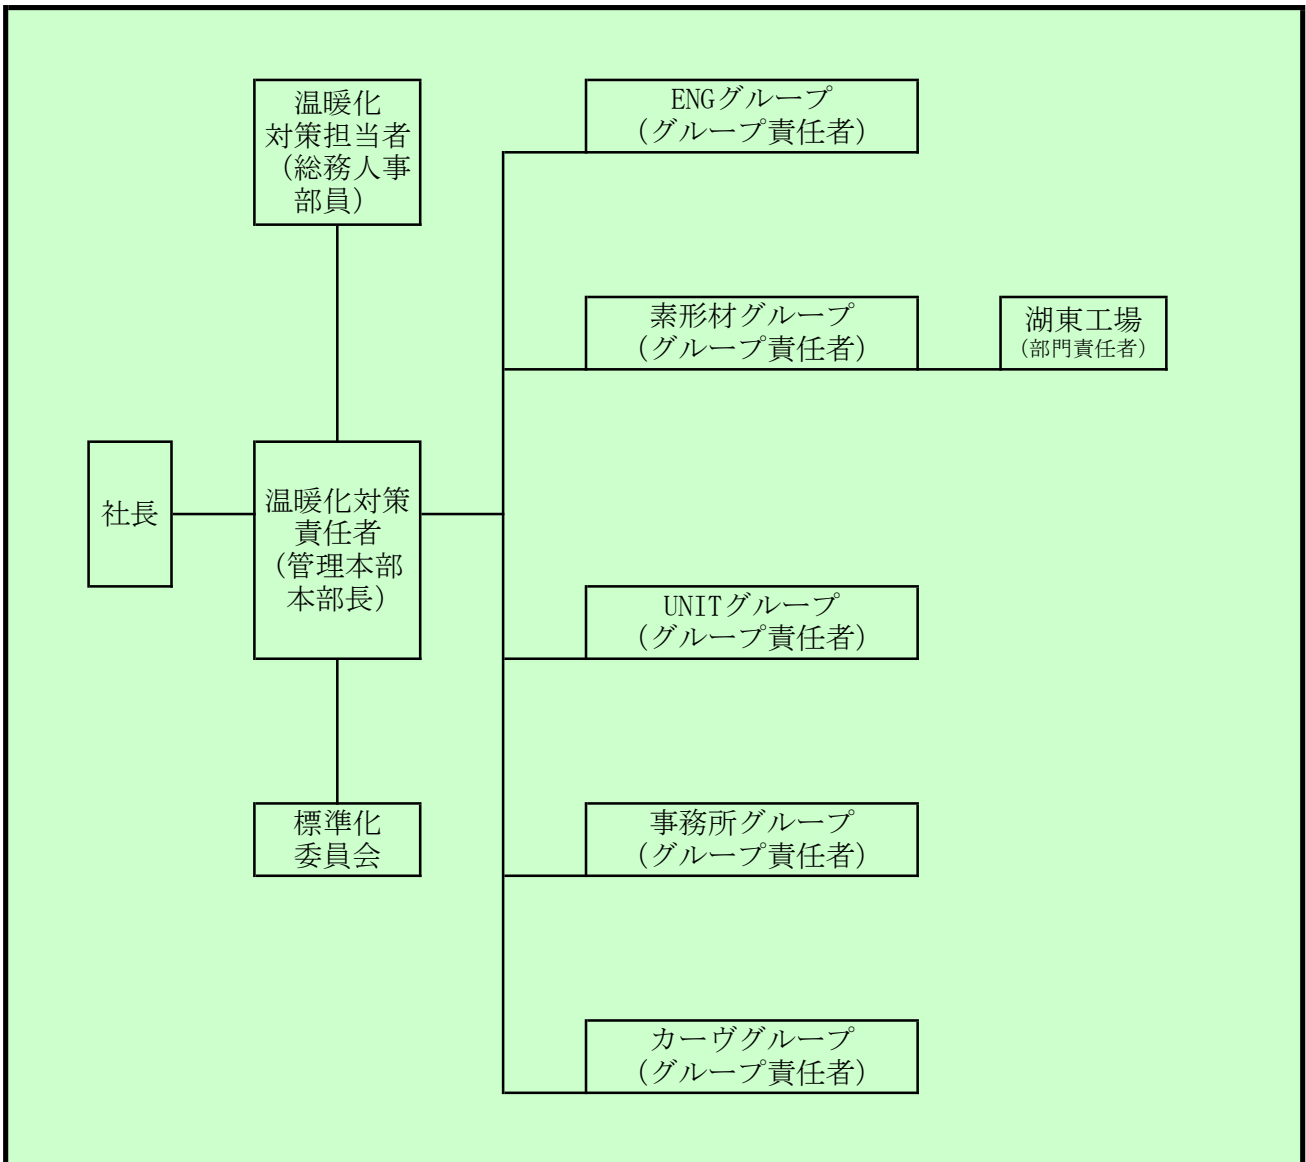 温暖化
対策担当者
（総務人事
部員）
ENGグループ
（グループ責任者）
素形材グループ
（グループ責任者）
湖東工場
（部門責任者）
社長
温暖化対策
責任者
（管理本部
本部長）
UNITグループ
（グループ責任者）
標準化
委員会
事務所グループ
（グループ責任者）
カーヴグループ
（グループ責任者）